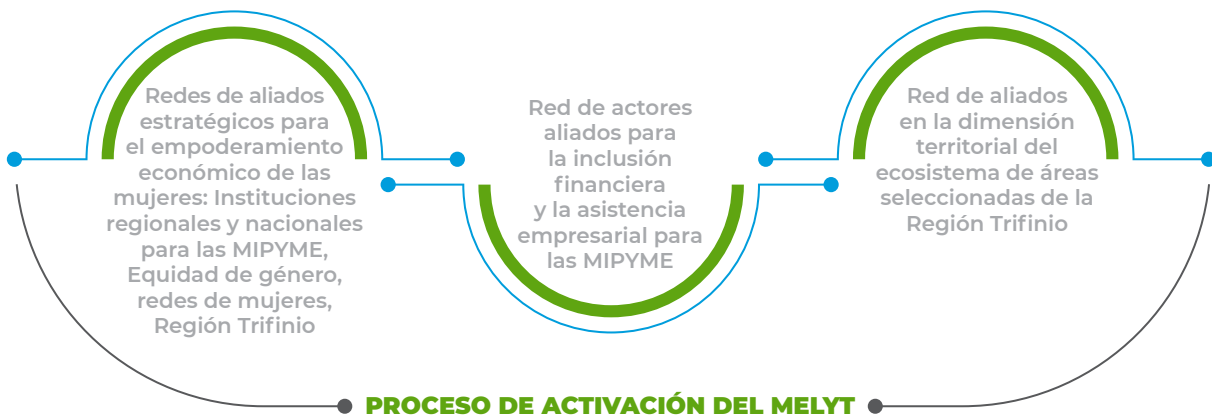 Redes de aliados
estratégicos para
el empoderamiento
económico de las
mujeres: Instituciones
regionales y nacionales
para las MIPYME,
Equidad de género,
redes de mujeres,
Región Trifinio
Red de actores
aliados para
la inclusión
financiera
y la asistencia
empresarial para
las MIPYME
Red de aliados
en la dimensión
territorial del
ecosistema de áreas
seleccionadas de la
Región Trifinio
PROCESO DE ACTIVACIÓN DEL MELYT